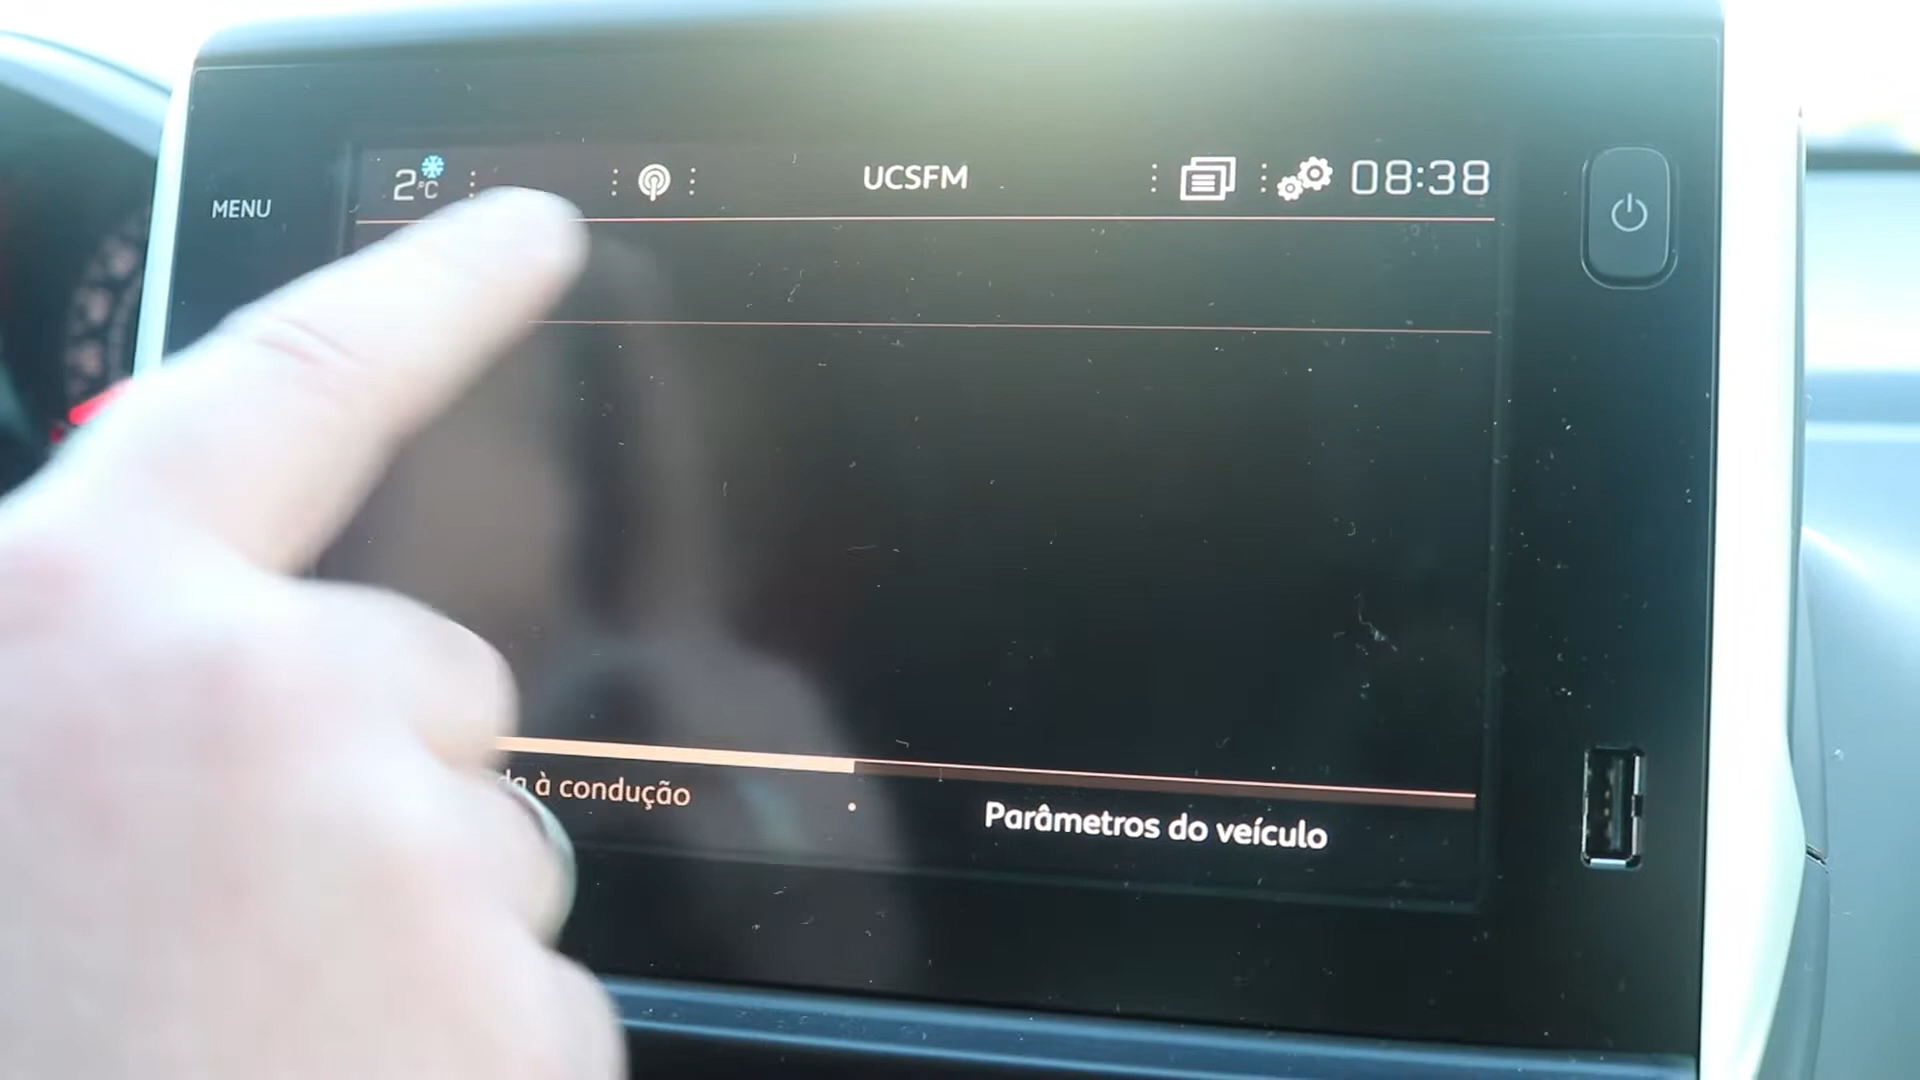 MENU
2°C
UCSFM
08:38
à condução
Parâmetros do veículo